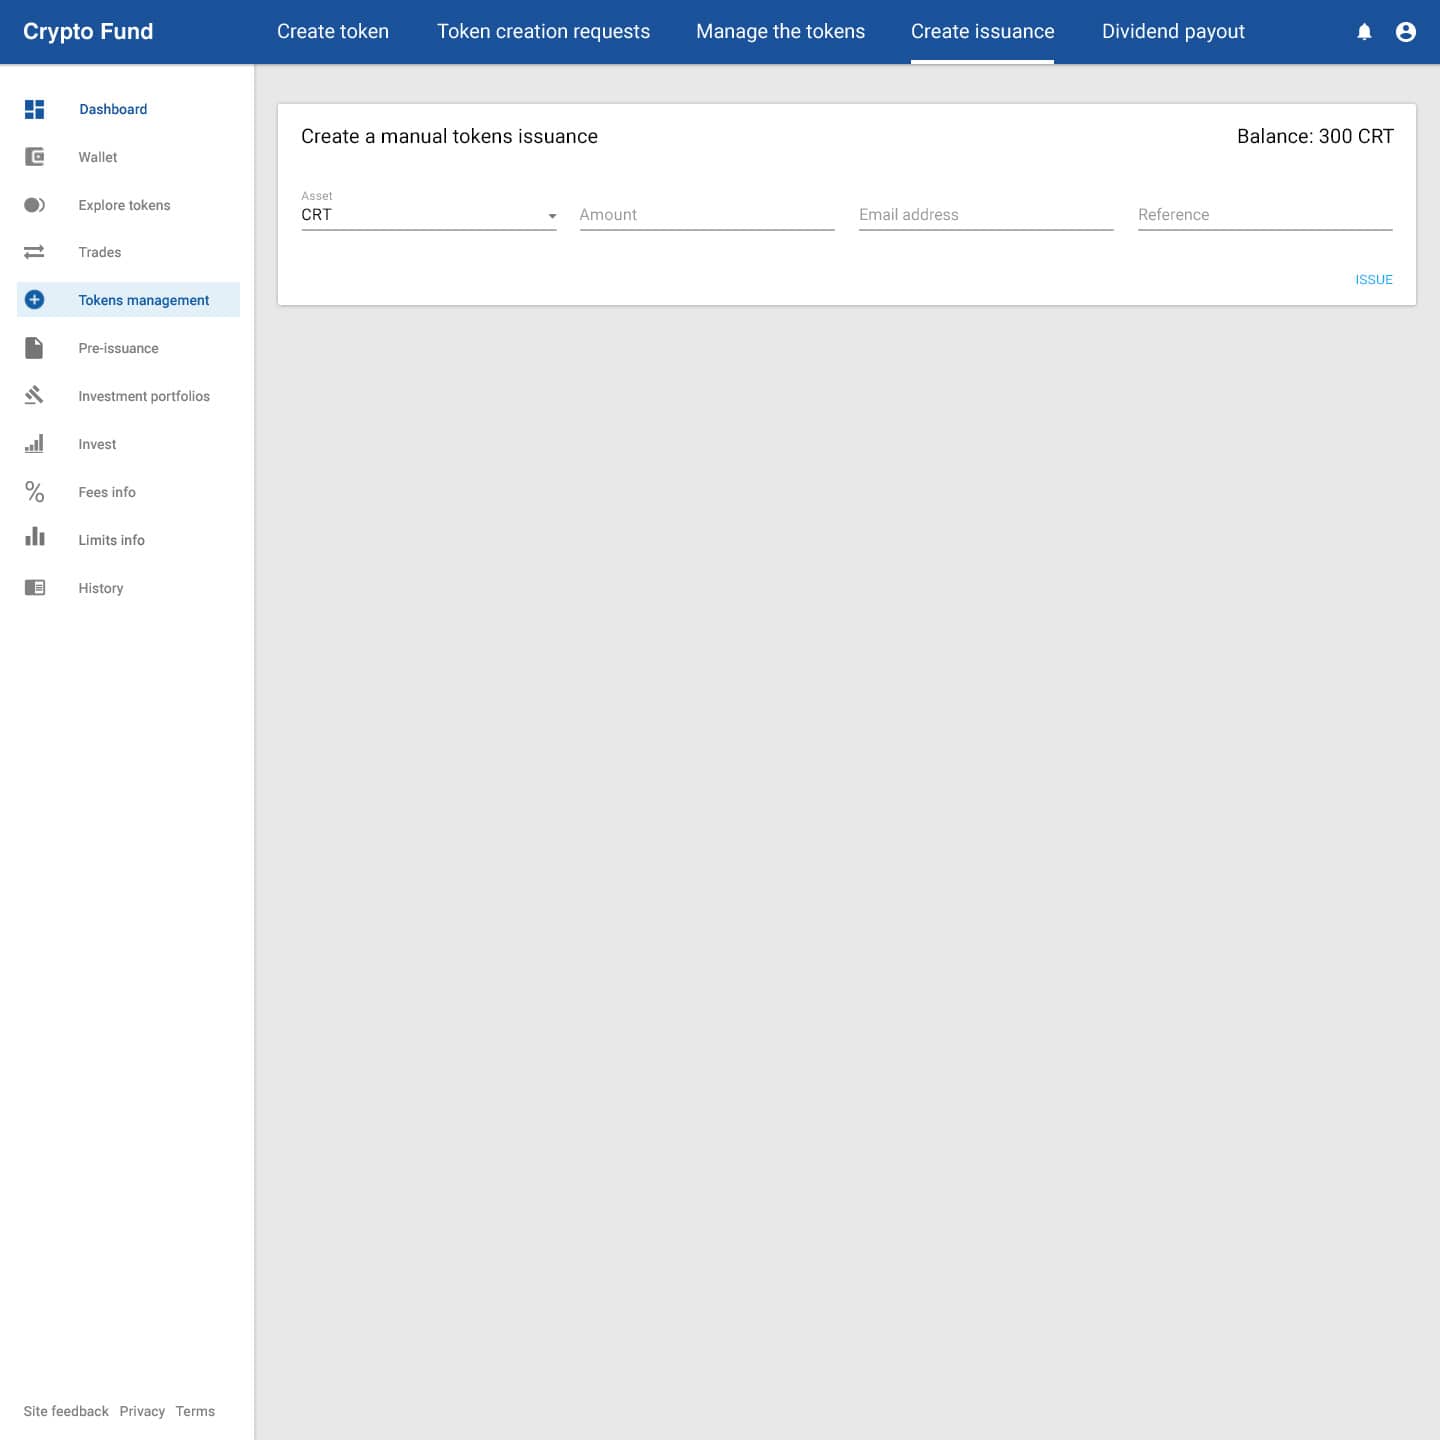 Crypto Fund
Create token
Token creation requests
Manage the tokens
Create issuance
Dividend payout
Dashboard
Wallet
Explore tokens
Trades
Tokens management
Pre-issuance
Investment portfolios
Invest
Fees info
Limits info
History
Create a manual tokens issuance
Balance: 300 CRT
Asset
CRT
Amount
Email address
Reference
ISSUE
Site feedback Privacy Terms